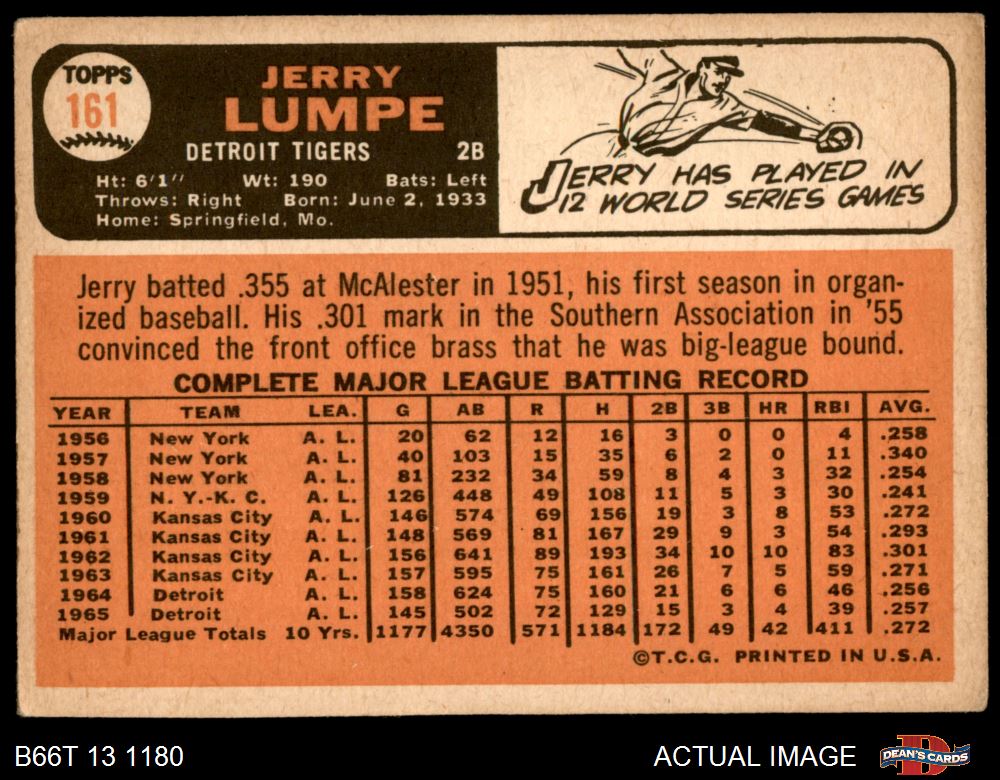 TOPPS
161
JERRY
LUMPE
DETROIT TIGERS 2B
Ht: 6'1" Wt: 190 Bats: Left
Throws: Right Born: June 2, 1933
Home: Springfield, Mo.
JERRY HAS PLAYED IN
12 WORLD SERIES GAMES
Jerry batted .355 at McAlester in 1951, his first season in organ-
ized baseball. His .301 mark in the Southern Association in '55
convinced the front office brass that he was big-league bound.
COMPLETE MAJOR LEAGUE BATTING RECORD
YEAR TEAM LEA. G AB R H 2B 3B HR RBI AVG.
1956 New York A. L. 20 62 12 16 3 0 0 4 .258
1957 New York A. L. 40 103 15 35 6 2 0 11 .340
1958 New York A. L. 81 232 34 59 8 4 3 32 .254
1959 N. Y.-K. C. A. L. 126 448 49 108 11 5 3 30 .241
1960 Kansas City A. L. 146 574 69 156 19 3 8 53 .272
1961 Kansas City A. L. 148 569 81 167 29 9 3 54 .293
1962 Kansas City A. L. 156 641 89 193 34 10 10 83 .301
1963 Kansas City A. L. 157 595 75 161 26 7 5 59 .271
1964 Detroit A. L. 158 624 75 160 21 6 6 46 .256
1965 Detroit A. L. 145 502 72 129 15 3 4 39 .257
Major League Totals 10 Yrs. 1177 4350 571 1184 172 49 42 411 .272
©T.C.G. PRINTED IN U.S.A.
B66T 13 1180 ACTUAL IMAGE
DEAN'S CARDS